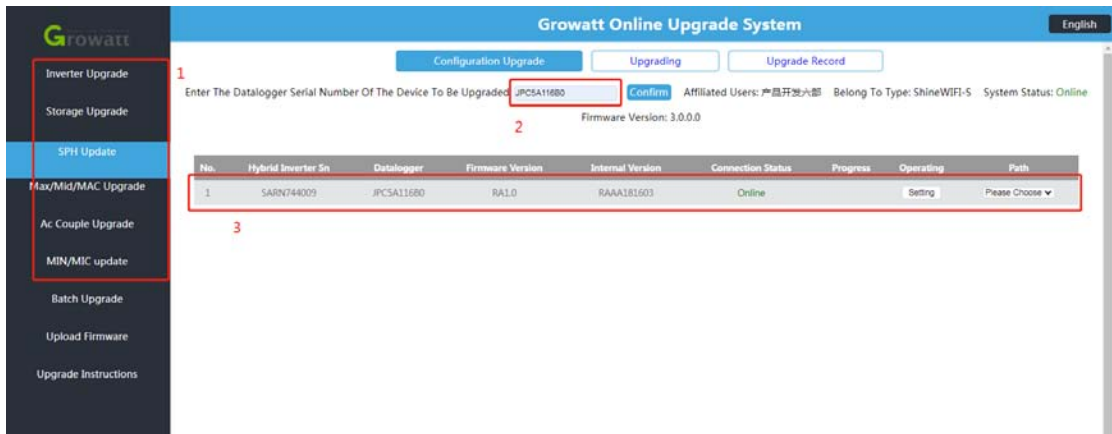 Growatt
Growatt Online Upgrade System
English
Inverter Upgrade
Storage Upgrade
SPH Update
Max/Mid/MAC Upgrade
Ac Couple Upgrade
MIN/MIC update
Batch Upgrade
Upload Firmware
Upgrade Instructions
1
Configuration Upgrade Upgrading Upgrade Record
Enter The Datalogger Serial Number Of The Device To Be Upgraded JPC5A116B0 Confirm Affiliated Users: 产品开发六部 Belong To Type: ShineWIFI-S System Status: Online
2
Firmware Version: 3.0.0.0
No. Hybrid Inverter Sn Datalogger Firmware Version Internal Version Connection Status Progress Operating Path
1 SARN744009 JPC5A116B0 RA1.0 RAAA181603 Online Setting Please Choose
3